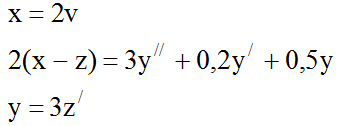 x = 2v
2(x − z) = 3y // + 0,2y / + 0,5y
y = 3z /